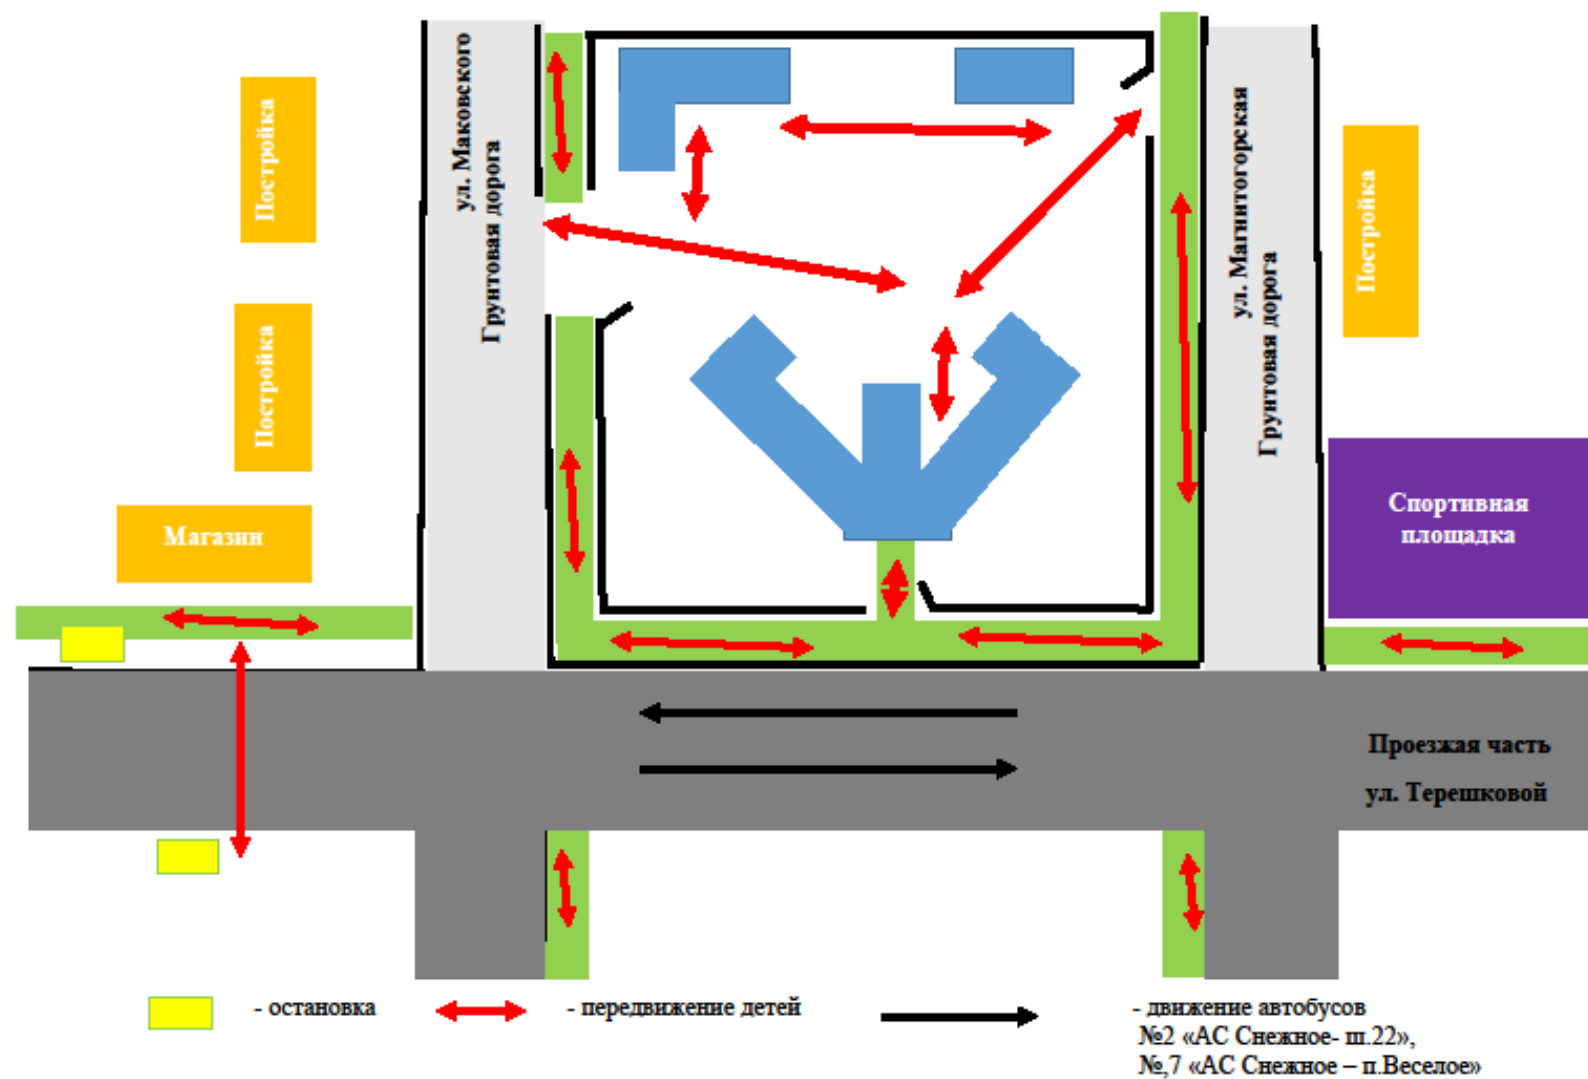 ул. Маковского
Грунтовая дорога
ул. Магнитогорская
Грунтовая дорога
Постройка
Постройка
Постройка
Магазин
Спортивная
площадка
Проезжая часть
ул. Терешковой
- остановка
- передвижение детей
- движение автобусов
№2 «АС Снежное- ш.22»,
№,7 «АС Снежное – п.Веселое»